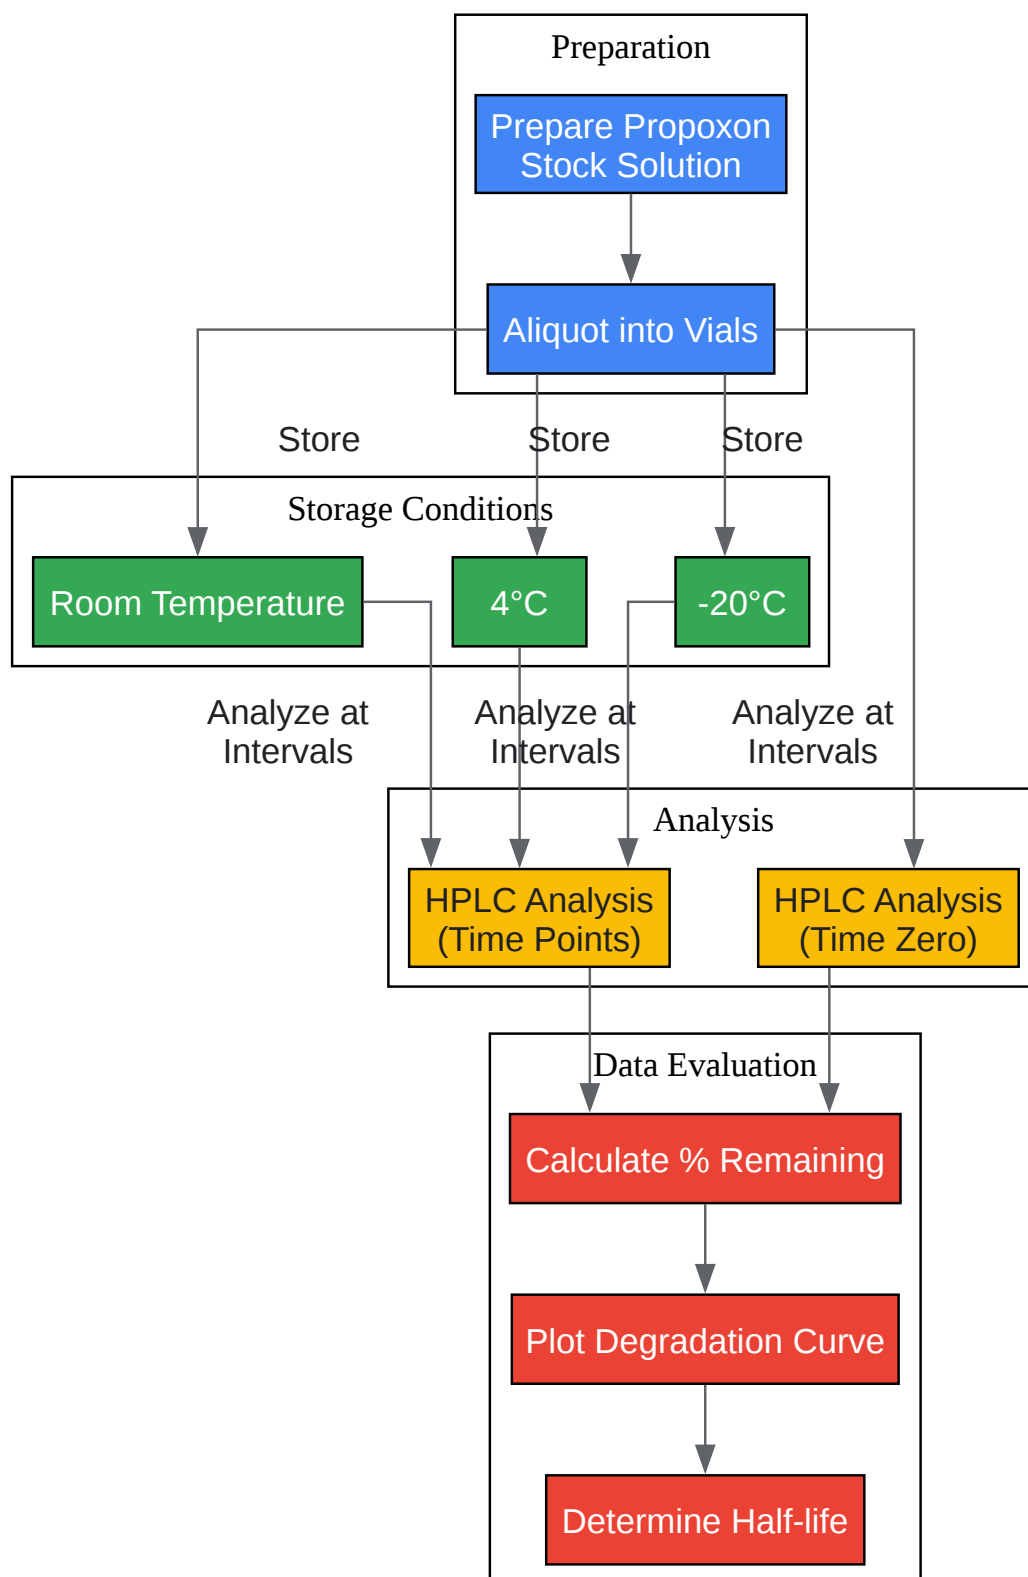 Preparation
Prepare Propoxon
Stock Solution
Aliquot into Vials
Store
Store
Store
Storage Conditions
Room Temperature
4°C
-20°C
Analyze at
Intervals
Analyze at
Intervals
Analyze at
Intervals
Analysis
HPLC Analysis
(Time Points)
HPLC Analysis
(Time Zero)
Data Evaluation
Calculate % Remaining
Plot Degradation Curve
Determine Half-life